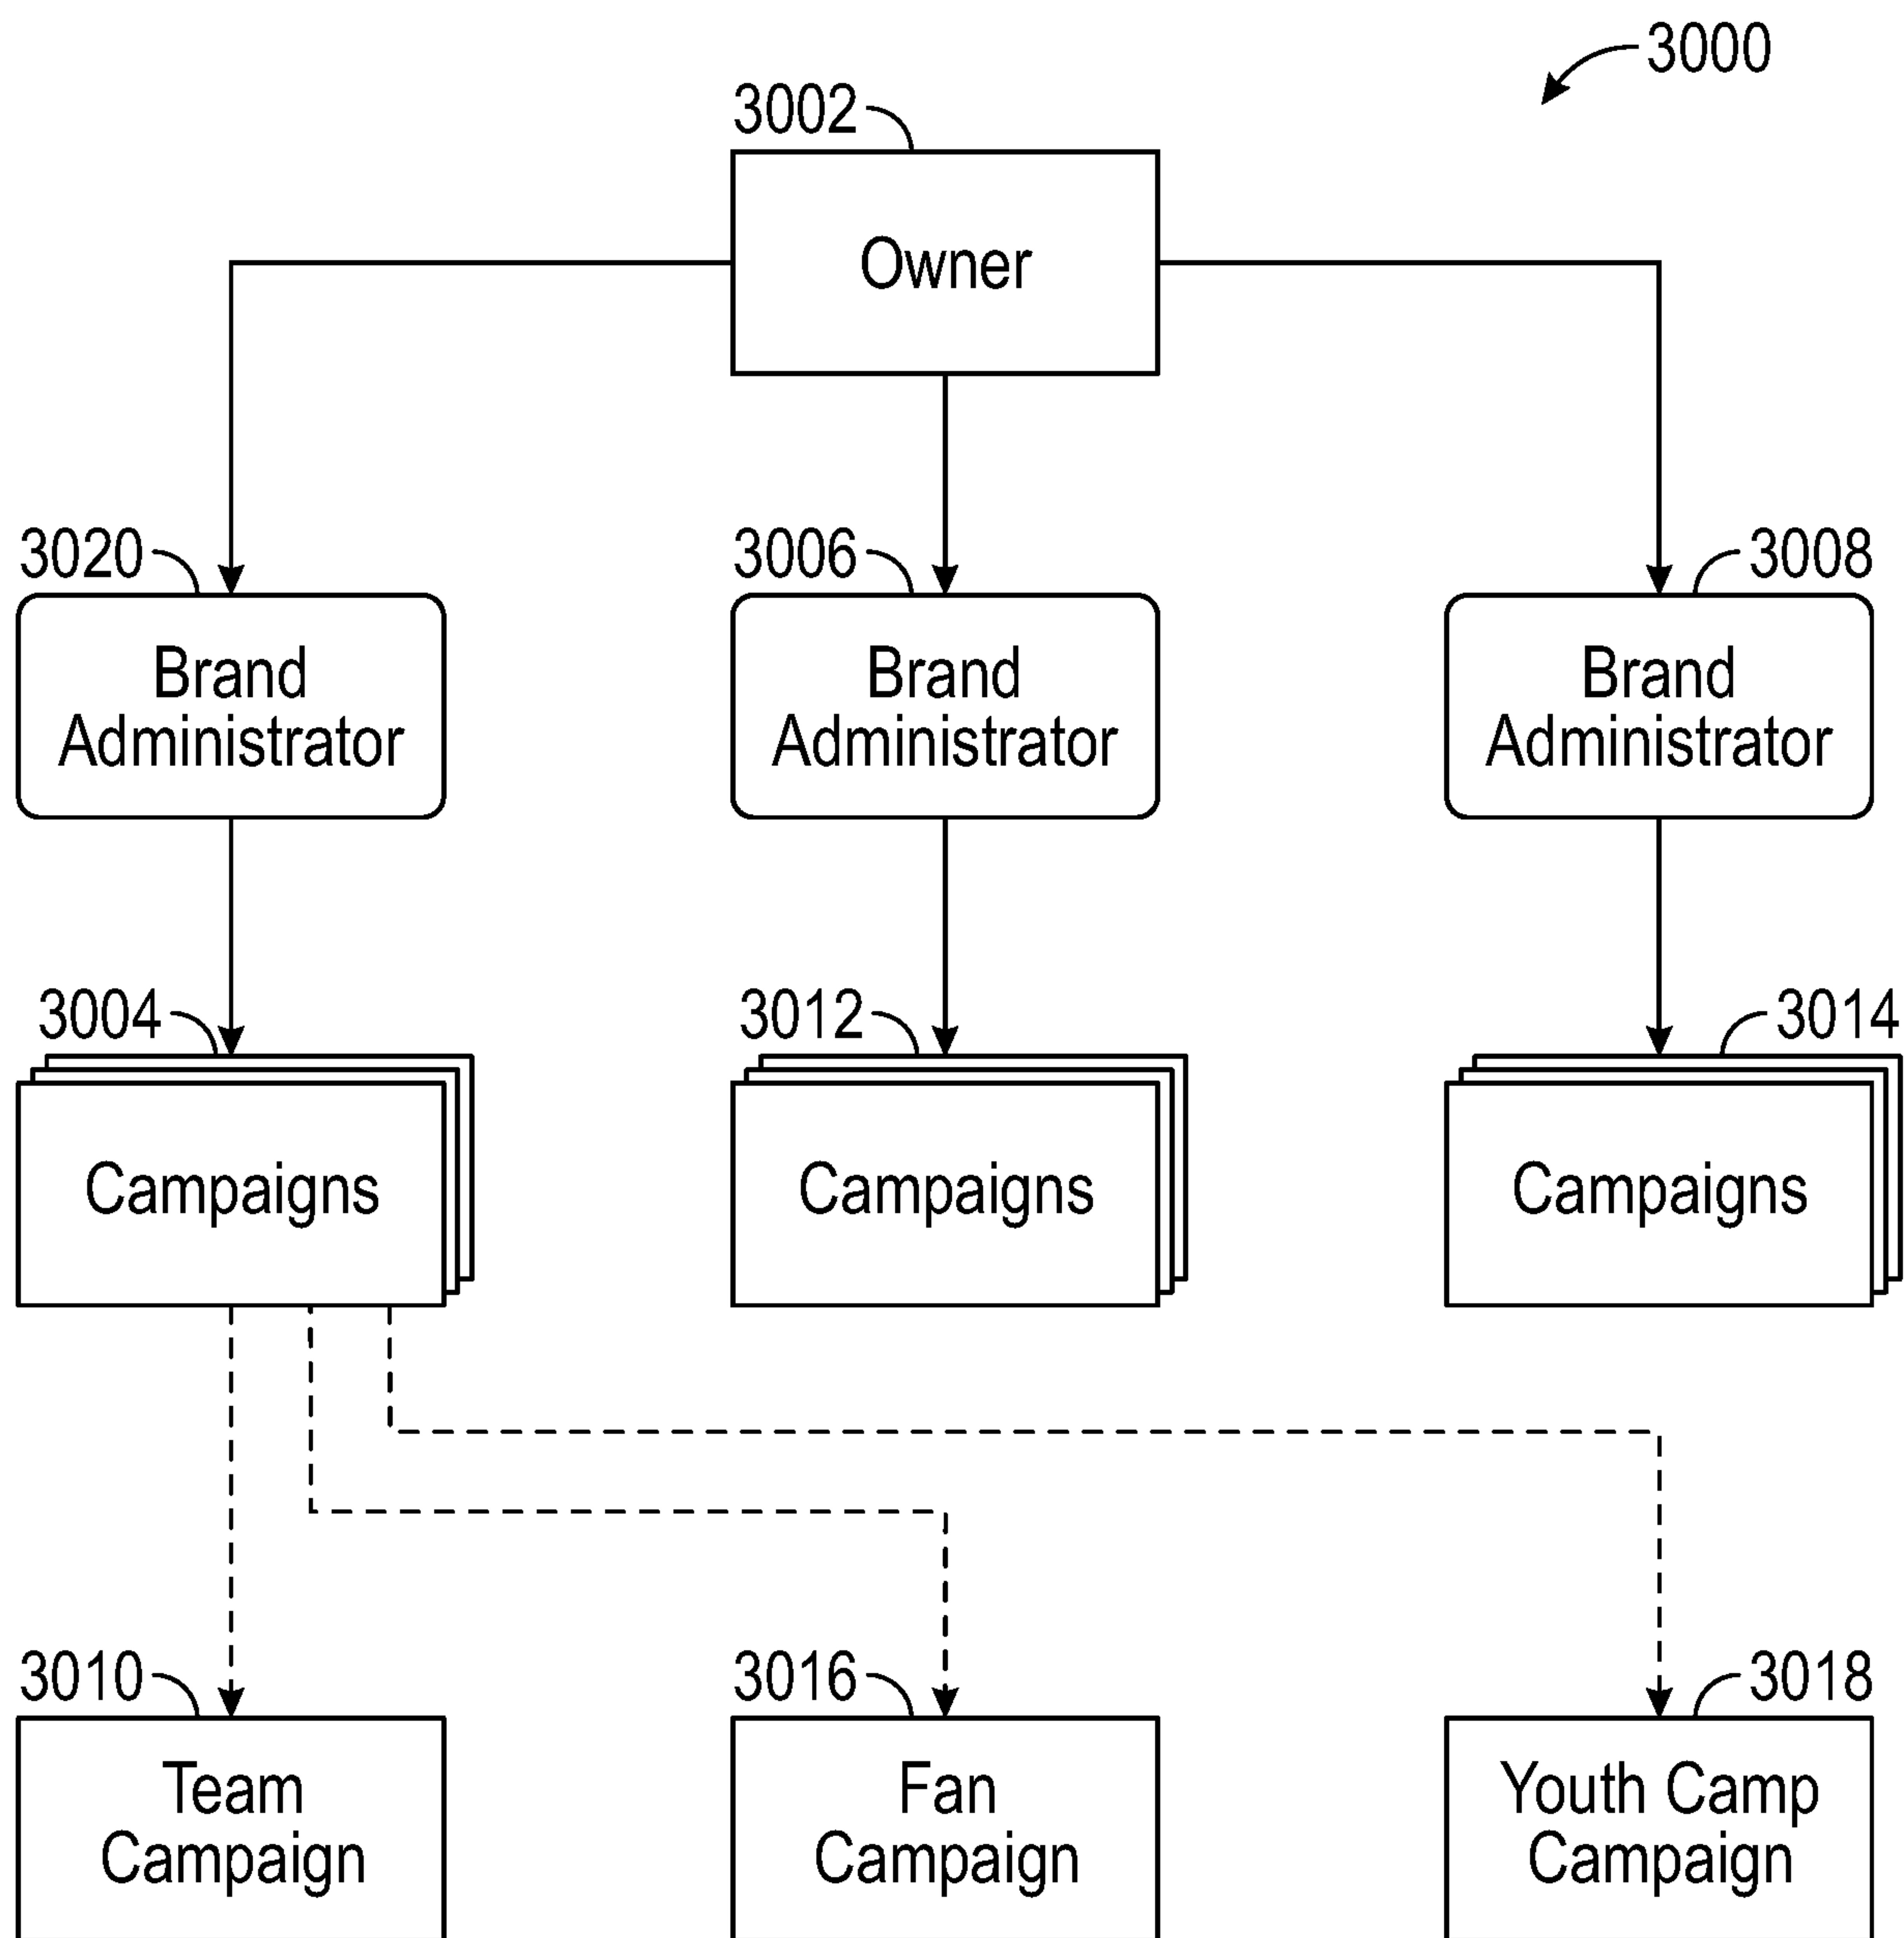 3000
3002
Owner
3020
3006
3008
Brand
Administrator
Brand
Administrator
Brand
Administrator
3004
3012
3014
Campaigns
Campaigns
Campaigns
3010
3016
3018
Team
Campaign
Fan
Campaign
Youth Camp
Campaign